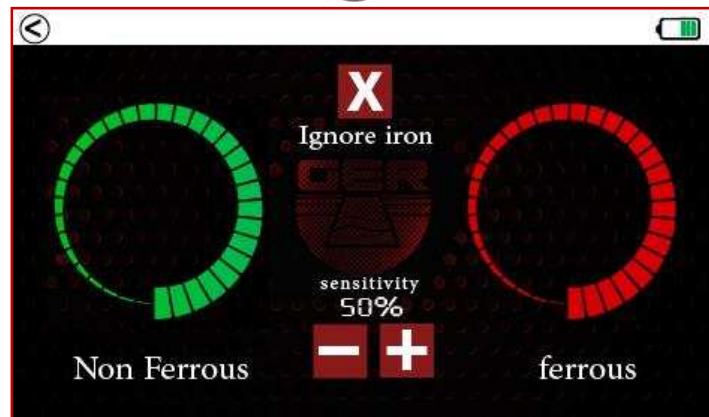 X
Ignore iron
GER
sensitivity
50%
− +
Non Ferrous
ferrous